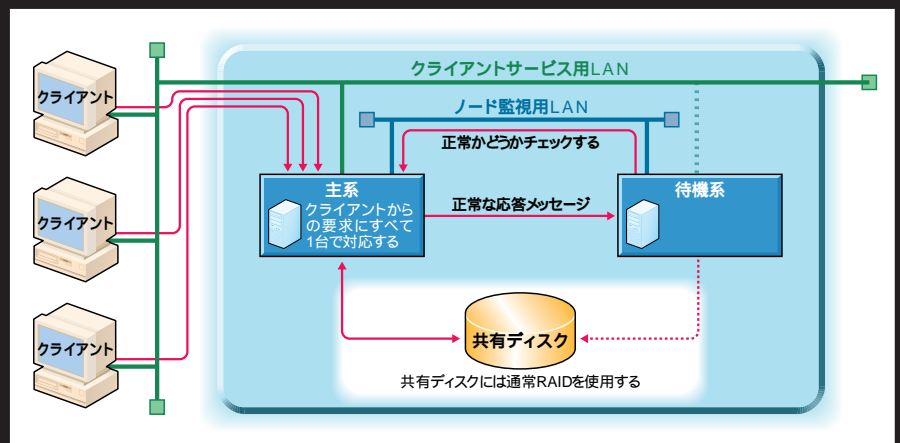 クライアントサービス用LAN
クライアント
ノード監視用LAN
正常かどうかチェックする
主系
クライアントから
の要求にすべて
1台で対応する
正常な応答メッセージ
待機系
クライアント
クライアント
共有ディスク
共有ディスクには通常RAIDを使用する